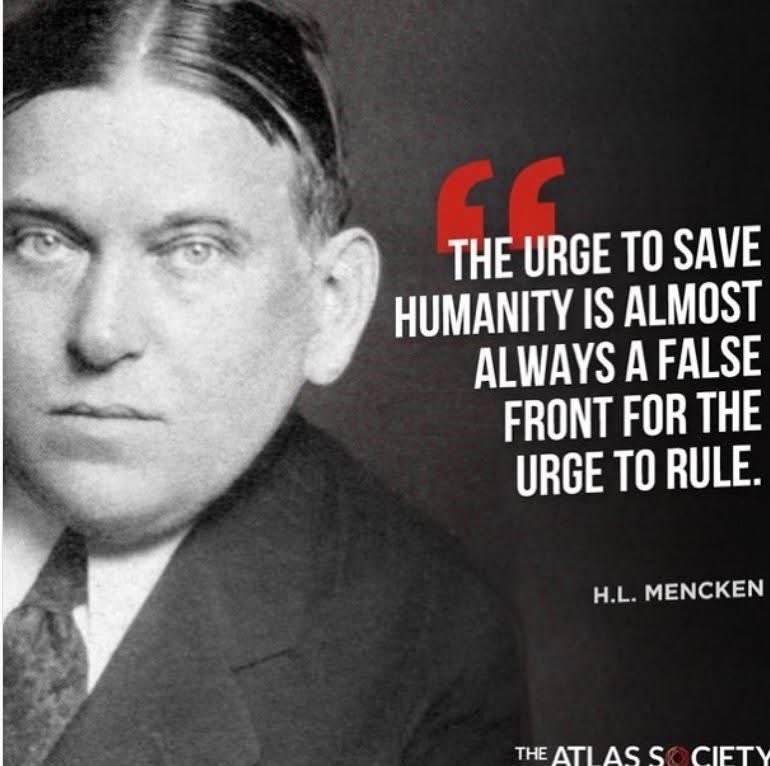 “
THE URGE TO SAVE
HUMANITY IS ALMOST
ALWAYS A FALSE
FRONT FOR THE
URGE TO RULE.
H.L. MENCKEN
THE ATLAS SOCIETY